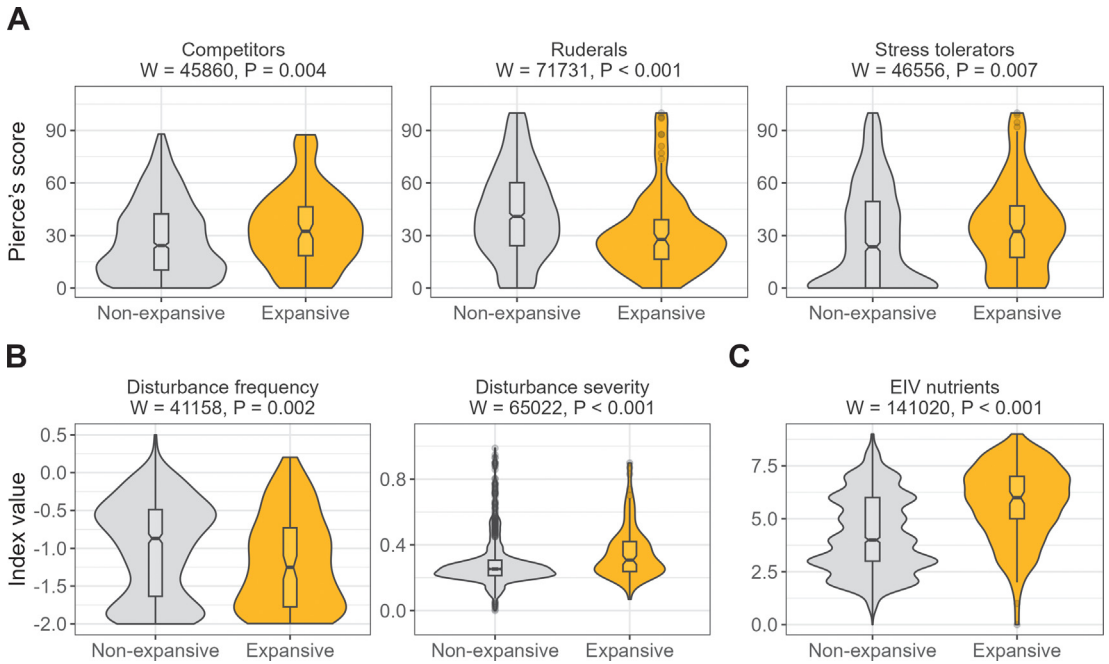 A
Competitors
W = 45860, P = 0.004
Ruderals
W = 71731, P < 0.001
Stress tolerators
W = 46556, P = 0.007
Pierce's score
90
60
30
0
90
60
30
0
90
60
30
0
Non-expansive
Expansive
Non-expansive
Expansive
Non-expansive
Expansive
B
Disturbance frequency
W = 41158, P = 0.002
Disturbance severity
W = 65022, P < 0.001
Index value
0.5
0.0
-0.5
-1.0
-1.5
-2.0
0.8
0.4
0.0
Non-expansive
Expansive
Non-expansive
Expansive
C
EIV nutrients
W = 141020, P < 0.001
7.5
5.0
2.5
0.0
Non-expansive
Expansive